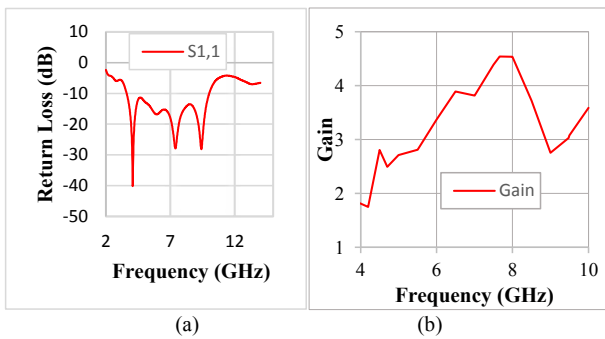 10
0
-10
-20
-30
-40
-50
Return Loss (dB)
S1,1
2 7 12
Frequency (GHz)
(a)
5
4
3
2
1
Gain
Gain
4 6 8 10
Frequency (GHz)
(b)